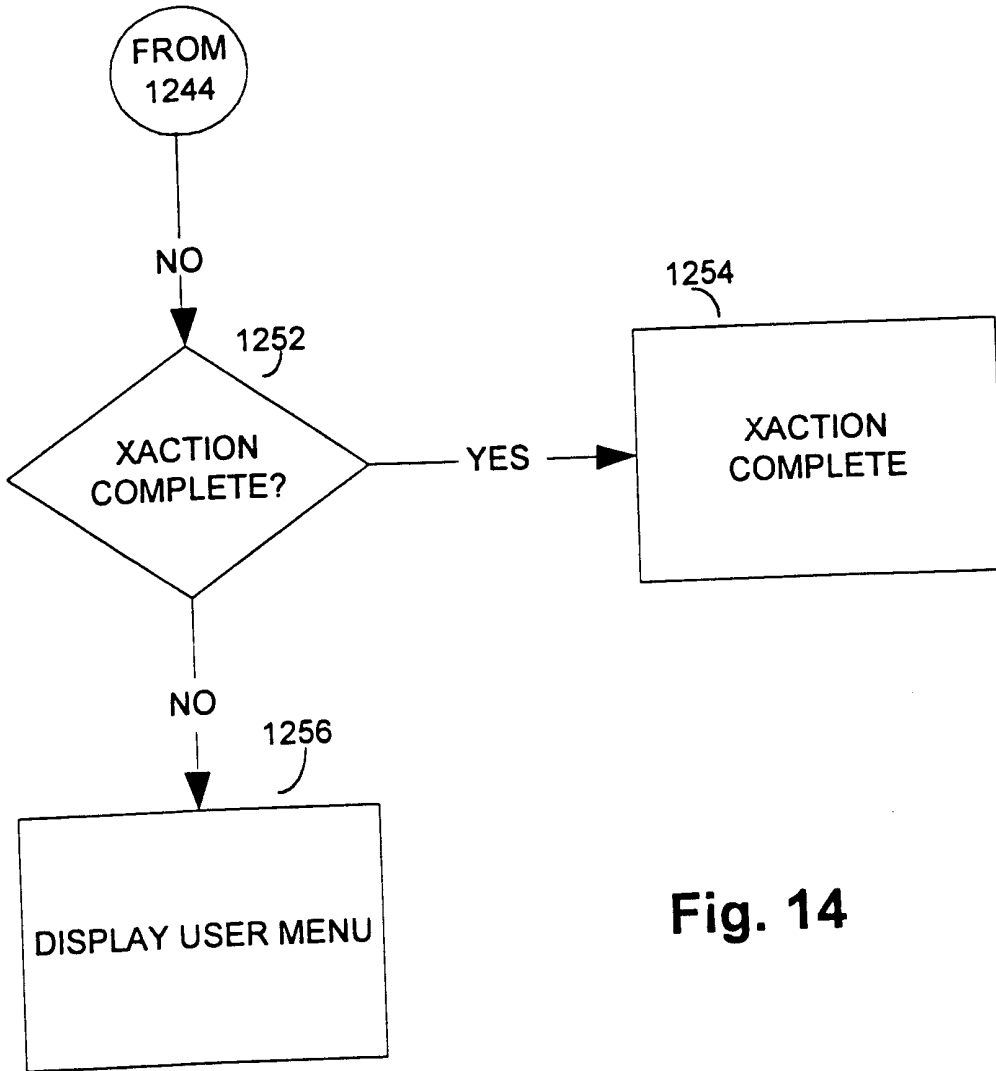 FROM
1244
NO
1252
XACTION
COMPLETE?
YES
1254
XACTION
COMPLETE
NO
1256
DISPLAY USER MENU
Fig. 14